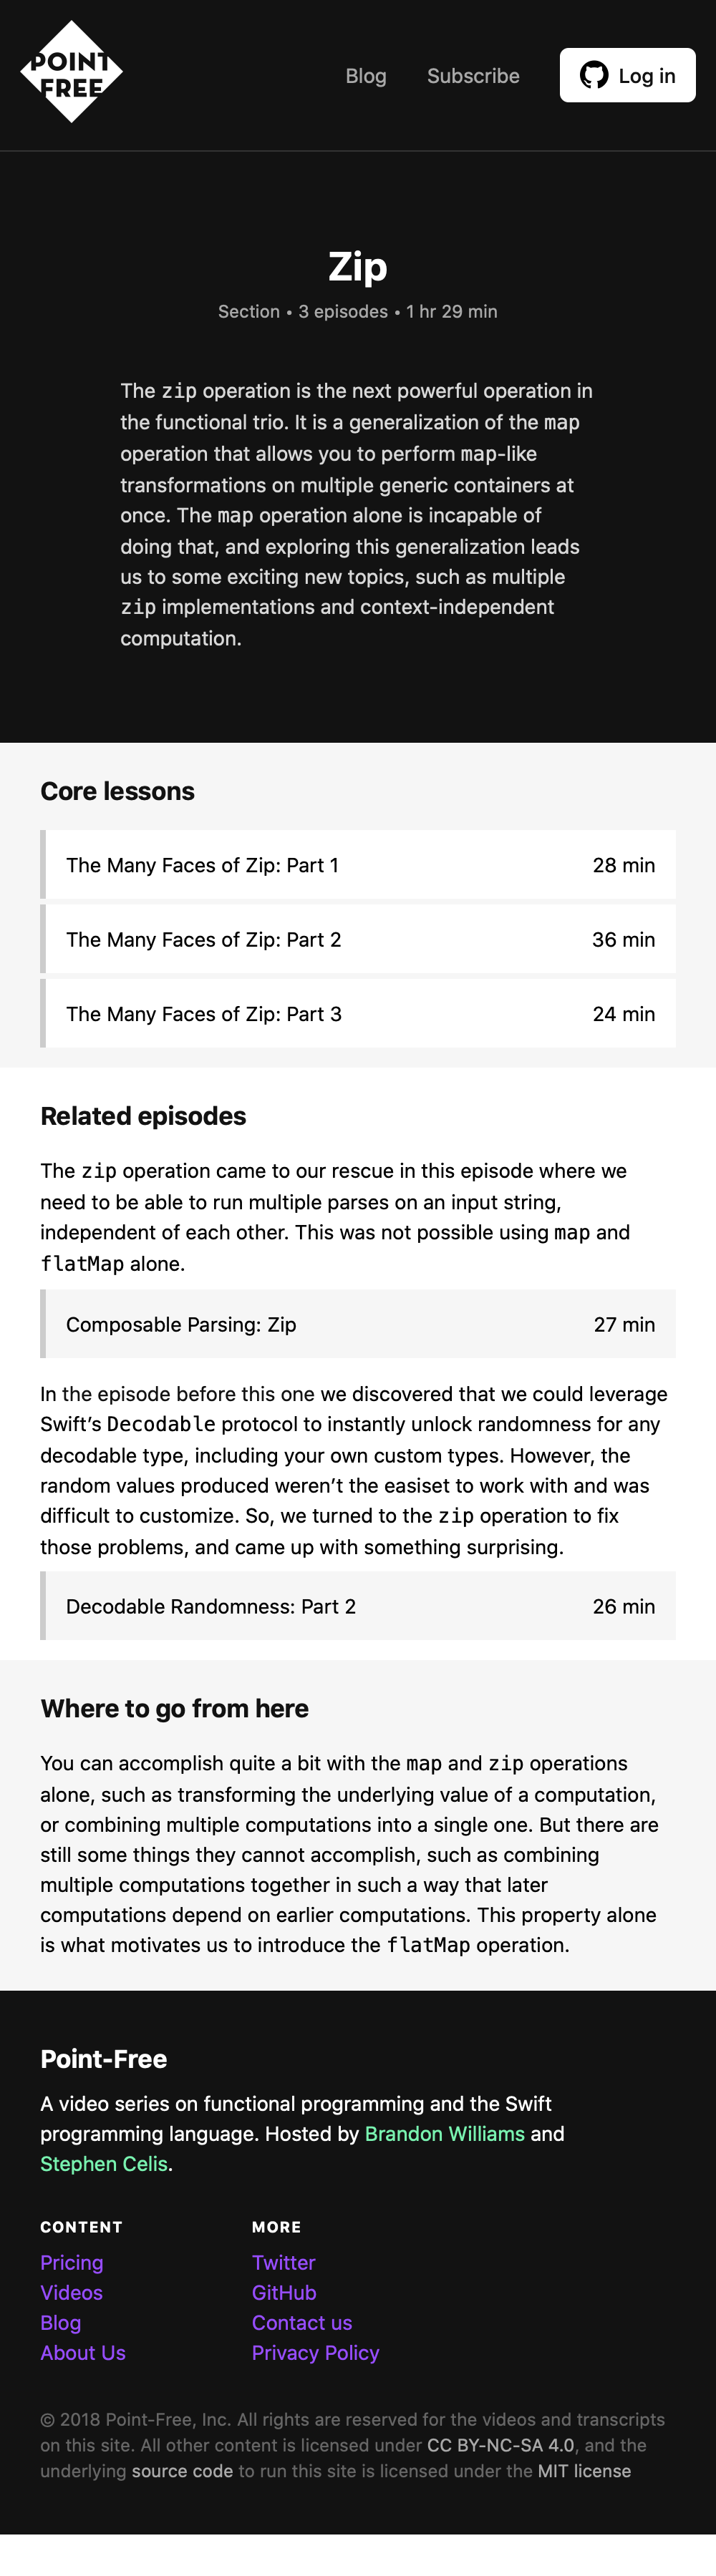 POINT
FREE
Blog
Subscribe
Log in
Zip
Section • 3 episodes • 1 hr 29 min
The zip operation is the next powerful operation in
the functional trio. It is a generalization of the map
operation that allows you to perform map-like
transformations on multiple generic containers at
once. The map operation alone is incapable of
doing that, and exploring this generalization leads
us to some exciting new topics, such as multiple
zip implementations and context-independent
computation.
Core lessons
The Many Faces of Zip: Part 1 28 min
The Many Faces of Zip: Part 2 36 min
The Many Faces of Zip: Part 3 24 min
Related episodes
The zip operation came to our rescue in this episode where we
need to be able to run multiple parses on an input string,
independent of each other. This was not possible using map and
flatMap alone.
Composable Parsing: Zip 27 min
In the episode before this one we discovered that we could leverage
Swift’s Decodable protocol to instantly unlock randomness for any
decodable type, including your own custom types. However, the
random values produced weren’t the easiset to work with and was
difficult to customize. So, we turned to the zip operation to fix
those problems, and came up with something surprising.
Decodable Randomness: Part 2 26 min
Where to go from here
You can accomplish quite a bit with the map and zip operations
alone, such as transforming the underlying value of a computation,
or combining multiple computations into a single one. But there are
still some things they cannot accomplish, such as combining
multiple computations together in such a way that later
computations depend on earlier computations. This property alone
is what motivates us to introduce the flatMap operation.
Point-Free
A video series on functional programming and the Swift
programming language. Hosted by Brandon Williams and
Stephen Celis.
CONTENT
Pricing
Videos
Blog
About Us
MORE
Twitter
GitHub
Contact us
Privacy Policy
© 2018 Point-Free, Inc. All rights are reserved for the videos and transcripts
on this site. All other content is licensed under CC BY-NC-SA 4.0, and the
underlying source code to run this site is licensed under the MIT license